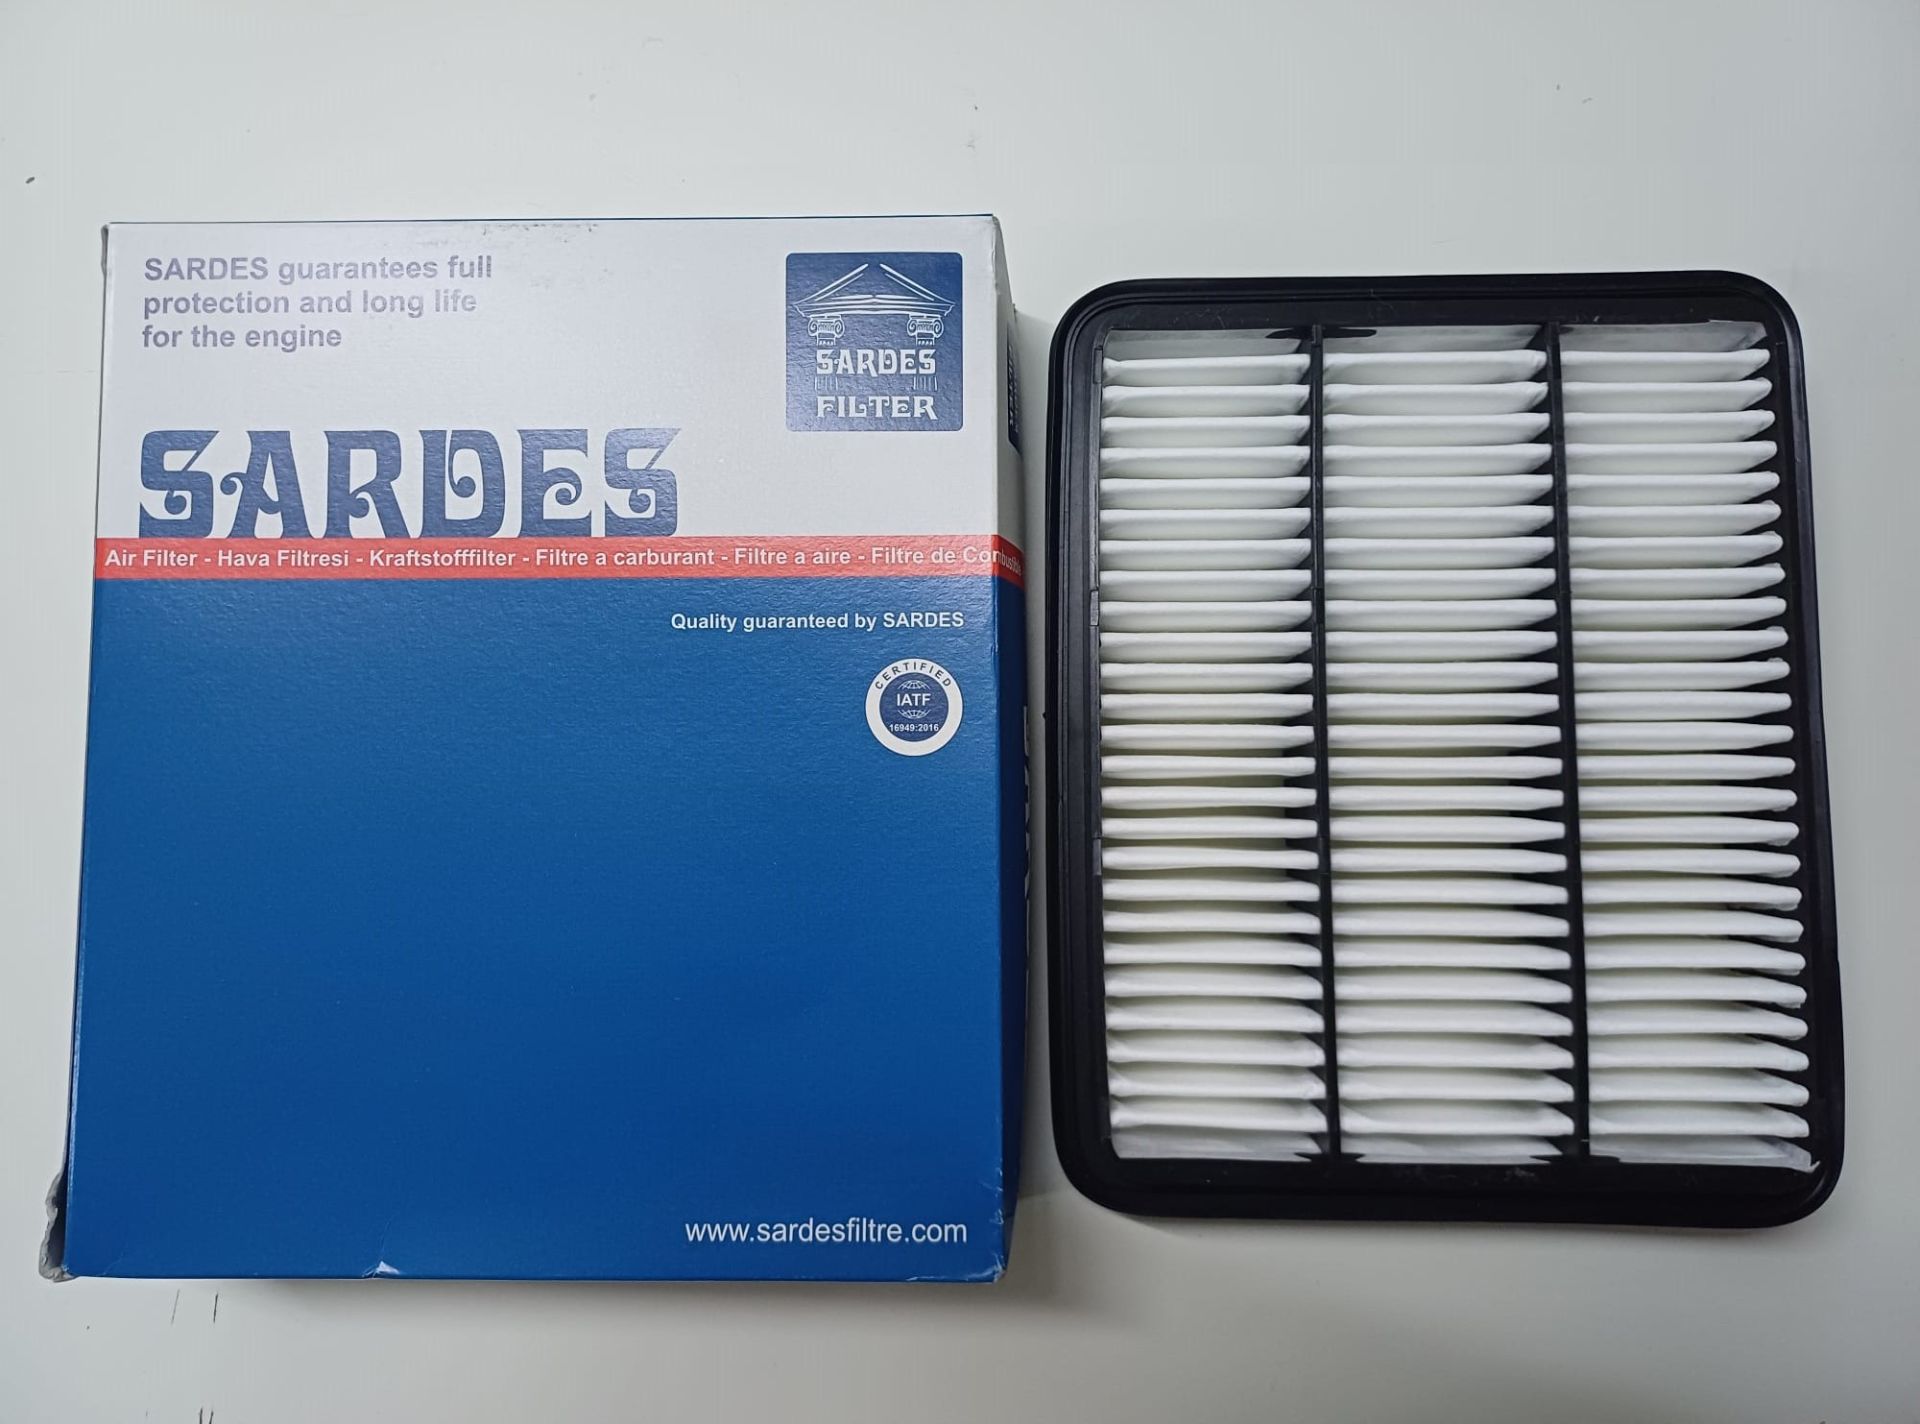 SARDES guarantees full
protection and long life
for the engine
SARDES
FILTER
SARDES
Air Filter - Hava Filtresi - Kraftstofffilter - Filtre a carburant - Filtre a aire - Filtre de Combustible
Quality guaranteed by SARDES
CERTIFIED
IATF
16949:2016
www.sardesfiltre.com